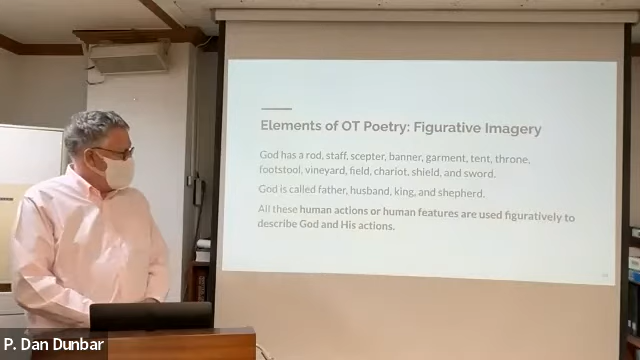 Elements of OT Poetry: Figurative Imagery
God has a rod, staff, scepter, banner, garment, tent, throne,
footstool, vineyard, field, chariot, shield, and sword.
God is called father, husband, king, and shepherd.
All these human actions or human features are used figuratively to
describe God and His actions.
P. Dan Dunbar